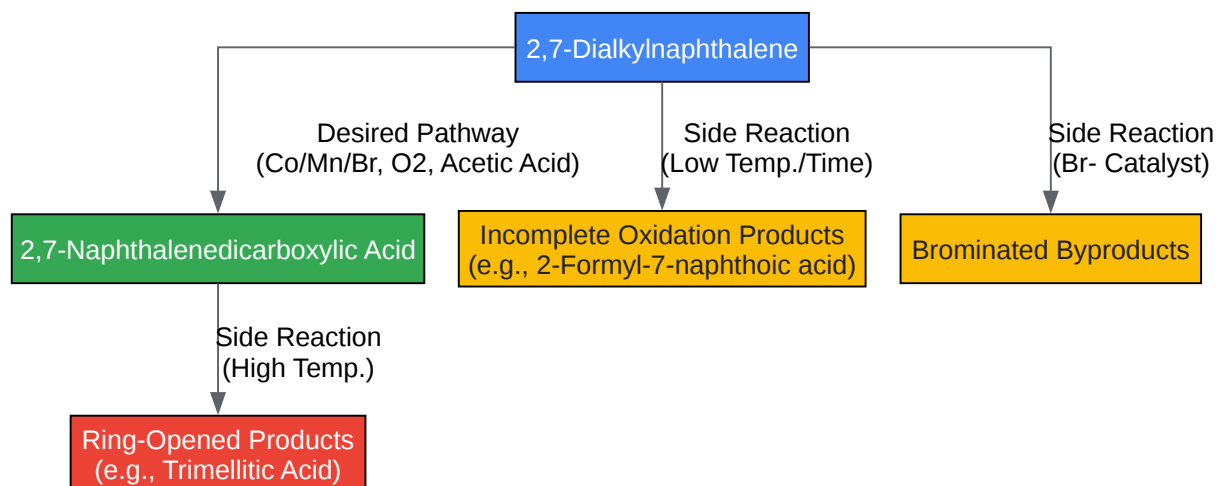 2,7-Dialkylnaphthalene
Desired Pathway
(Co/Mn/Br, O2, Acetic Acid)
Side Reaction
(Low Temp./Time)
Side Reaction
(Br- Catalyst)
2,7-Naphthalenedicarboxylic Acid
Incomplete Oxidation Products
(e.g., 2-Formyl-7-naphthoic acid)
Brominated Byproducts
Side Reaction
(High Temp.)
Ring-Opened Products
(e.g., Trimellitic Acid)